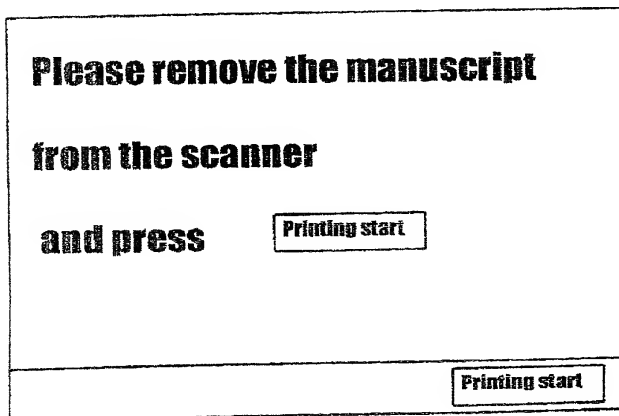 Please remove the manuscript
from the scanner
and press Printing start
Printing start